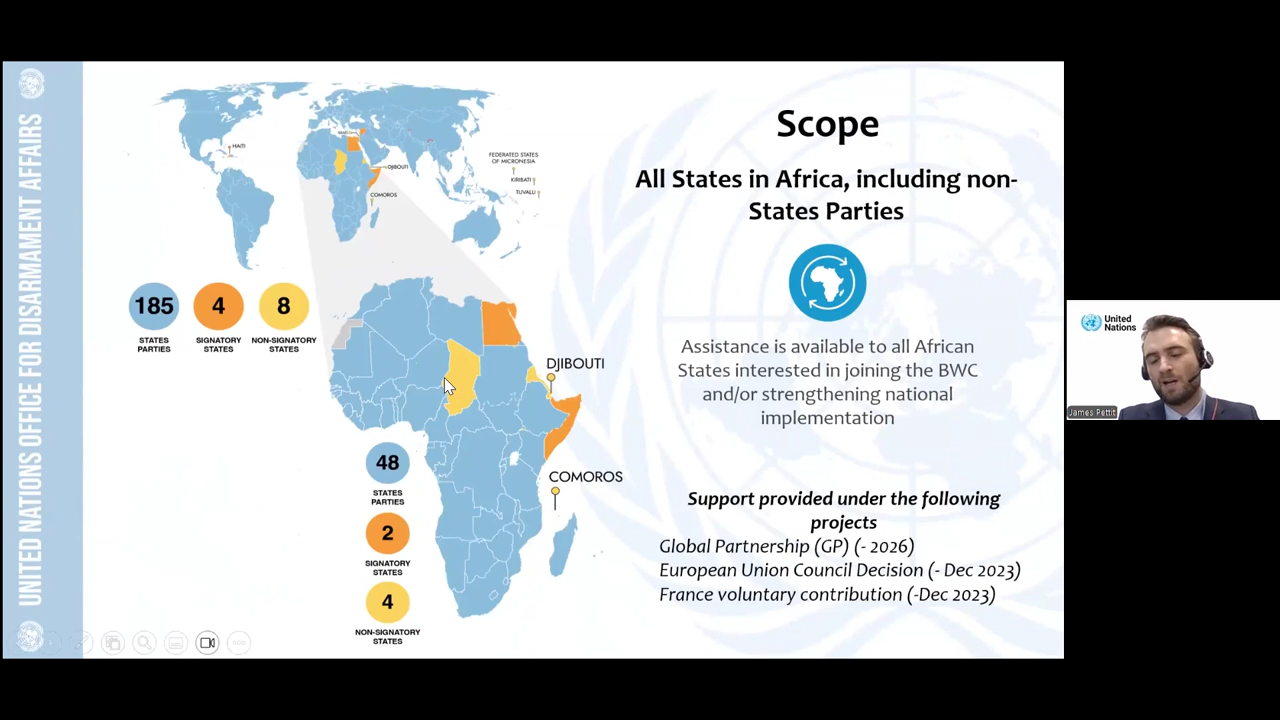 UNITED NATIONS OFFICE FOR DISARMAMENT AFFAIRS
HAITI
DJIBOUTI
COMOROS
FEDERATED STATES
OF MICRONESIA
KIRIBATI
TUVALU
185
STATES
PARTIES
4
SIGNATORY
STATES
8
NON-SIGNATORY
STATES
DJIBOUTI
COMOROS
48
STATES
PARTIES
2
SIGNATORY
STATES
4
NON-SIGNATORY
STATES
Scope
All States in Africa, including non-
States Parties
Assistance is available to all African
States interested in joining the BWC
and/or strengthening national
implementation
Support provided under the following
projects
Global Partnership (GP) (- 2026)
European Union Council Decision (- Dec 2023)
France voluntary contribution (-Dec 2023)
United
Nations
James Pettit